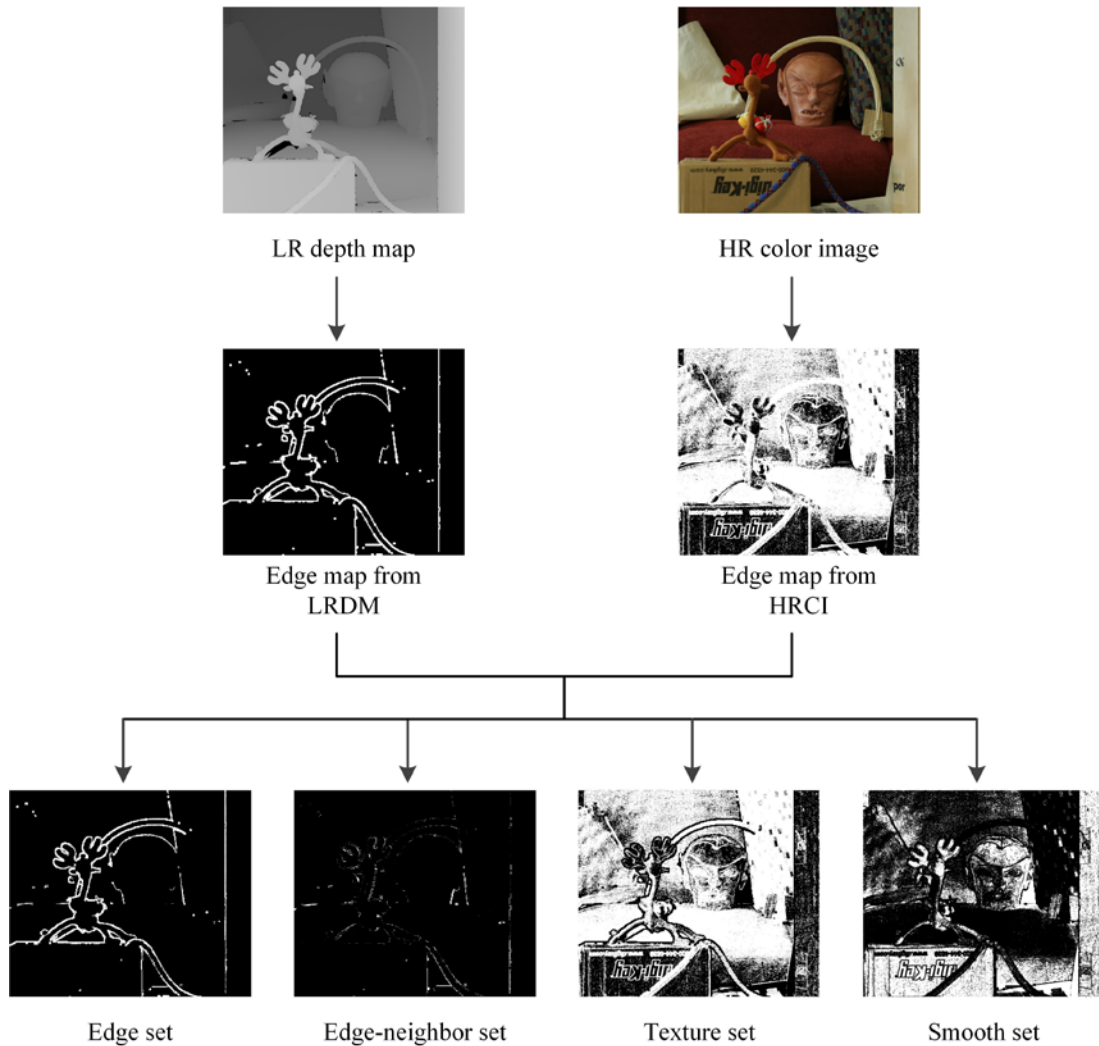 LR depth map
HR color image
Edge map from
LRDM
Edge map from
HRCI
Edge set
Edge-neighbor set
Texture set
Smooth set